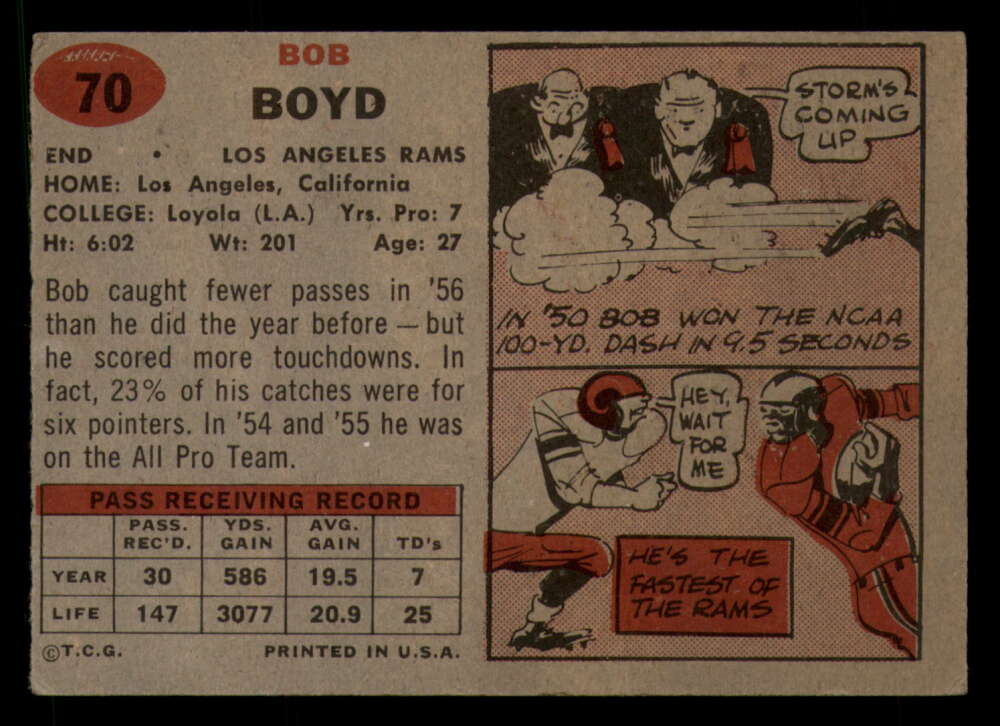 70
BOB
BOYD
END • LOS ANGELES RAMS
HOME: Los Angeles, California
COLLEGE: Loyola (L.A.) Yrs. Pro: 7
Ht: 6:02 Wt: 201 Age: 27
Bob caught fewer passes in '56
than he did the year before — but
he scored more touchdowns. In
fact, 23% of his catches were for
six pointers. In '54 and '55 he was
on the All Pro Team.
PASS RECEIVING RECORD
PASS. REC'D. YDS. GAIN AVG. GAIN TD's
YEAR 30 586 19.5 7
LIFE 147 3077 20.9 25
©T.C.G. PRINTED IN U.S.A.
STORM'S
COMING
UP
IN '50 BOB WON THE NCAA
100-YD. DASH IN 9.5 SECONDS
HEY,
WAIT
FOR
ME
HE'S THE
FASTEST OF
THE RAMS